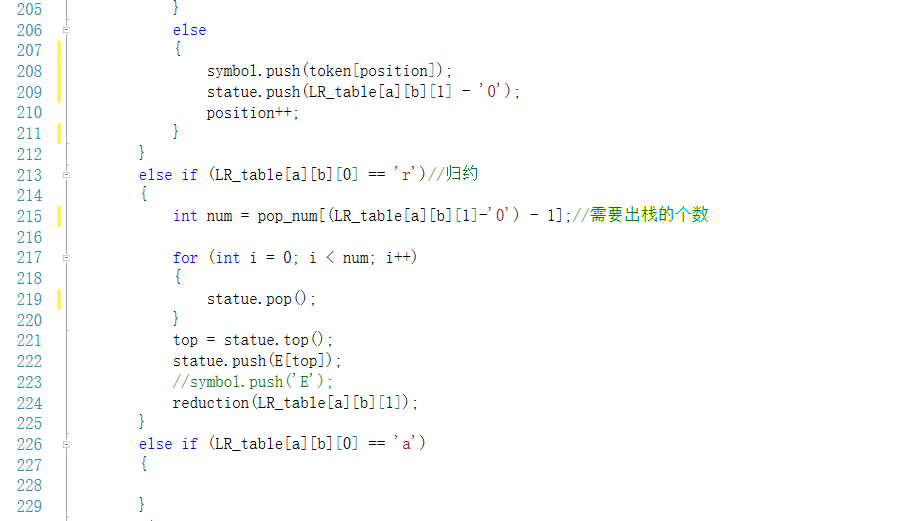 205 }
206 else
207 {
208 symbol.push(token[position]);
209 statue.push(LR_table[a][b][1] - '0');
210 position++;
211 }
212 }
213 else if (LR_table[a][b][0] == 'r')//归约
214 {
215 int num = pop_num[(LR_table[a][b][1]-'0') - 1];//需要出栈的个数
216
217 for (int i = 0; i < num; i++)
218 {
219 statue.pop();
220 }
221 top = statue.top();
222 statue.push(E[top]);
223 //symbol.push('E');
224 reduction(LR_table[a][b][1]);
225 }
226 else if (LR_table[a][b][0] == 'a')
227 {
228
229 }